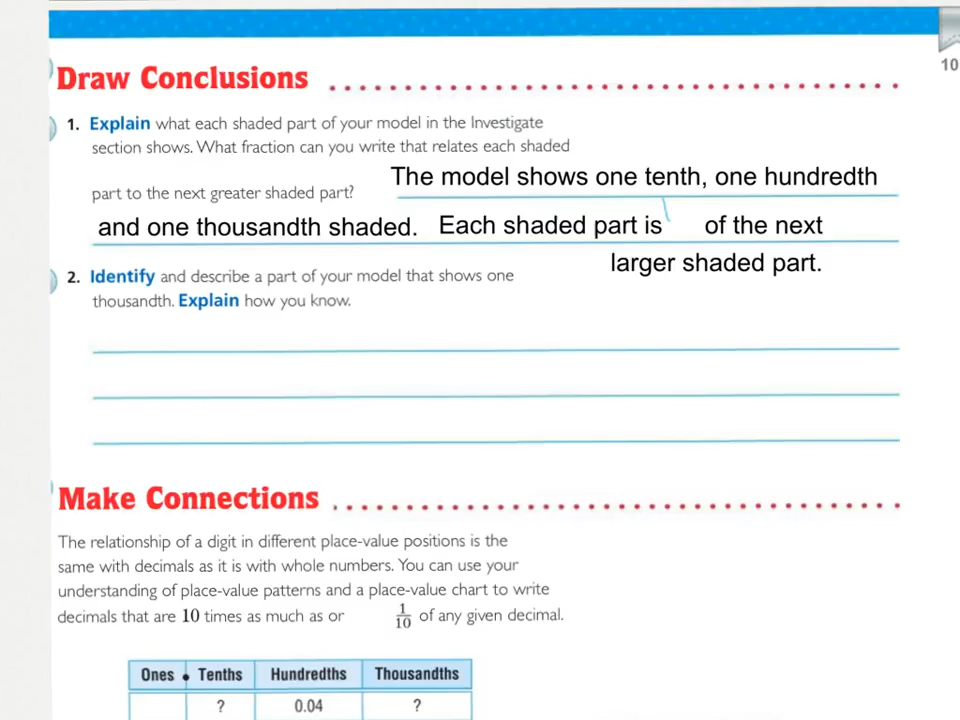 10
Draw Conclusions
1. Explain what each shaded part of your model in the Investigate
section shows. What fraction can you write that relates each shaded
part to the next greater shaded part? The model shows one tenth, one hundredth
and one thousandth shaded. Each shaded part is of the next
larger shaded part.
2. Identify and describe a part of your model that shows one
thousandth. Explain how you know.
Make Connections
The relationship of a digit in different place-value positions is the
same with decimals as it is with whole numbers. You can use your
understanding of place-value patterns and a place-value chart to write
decimals that are 10 times as much as or 1/10 of any given decimal.
Ones . Tenths Hundredths Thousandths
? 0.04 ?